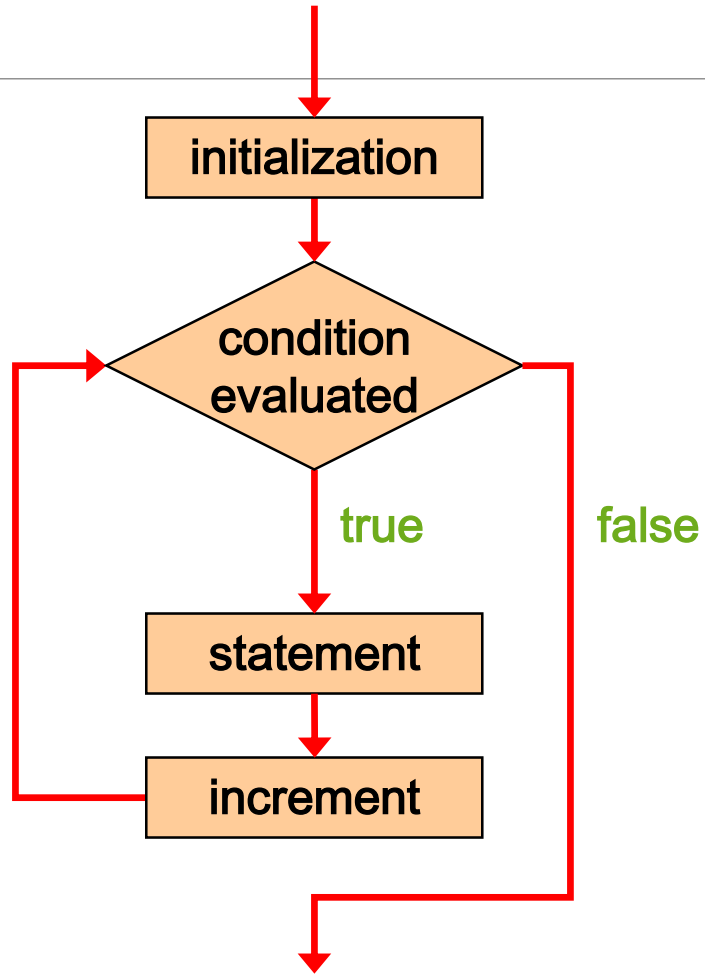 initialization
condition
evaluated
true
false
statement
increment